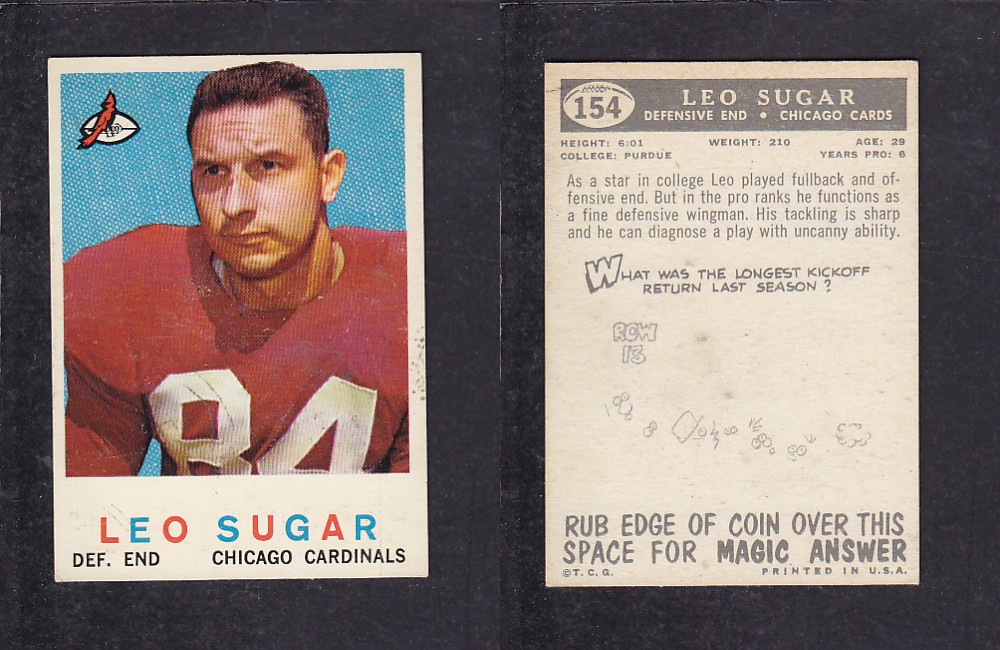 84
LEO SUGAR
DEF. END CHICAGO CARDINALS
154
LEO SUGAR
DEFENSIVE END • CHICAGO CARDS
HEIGHT: 6:01 WEIGHT: 210 AGE: 29
COLLEGE: PURDUE YEARS PRO: 6
As a star in college Leo played fullback and of-
fensive end. But in the pro ranks he functions as
a fine defensive wingman. His tackling is sharp
and he can diagnose a play with uncanny ability.
WHAT WAS THE LONGEST KICKOFF
RETURN LAST SEASON?
ROW
13
RUB EDGE OF COIN OVER THIS
SPACE FOR MAGIC ANSWER
©T.C.G. PRINTED IN U.S.A.